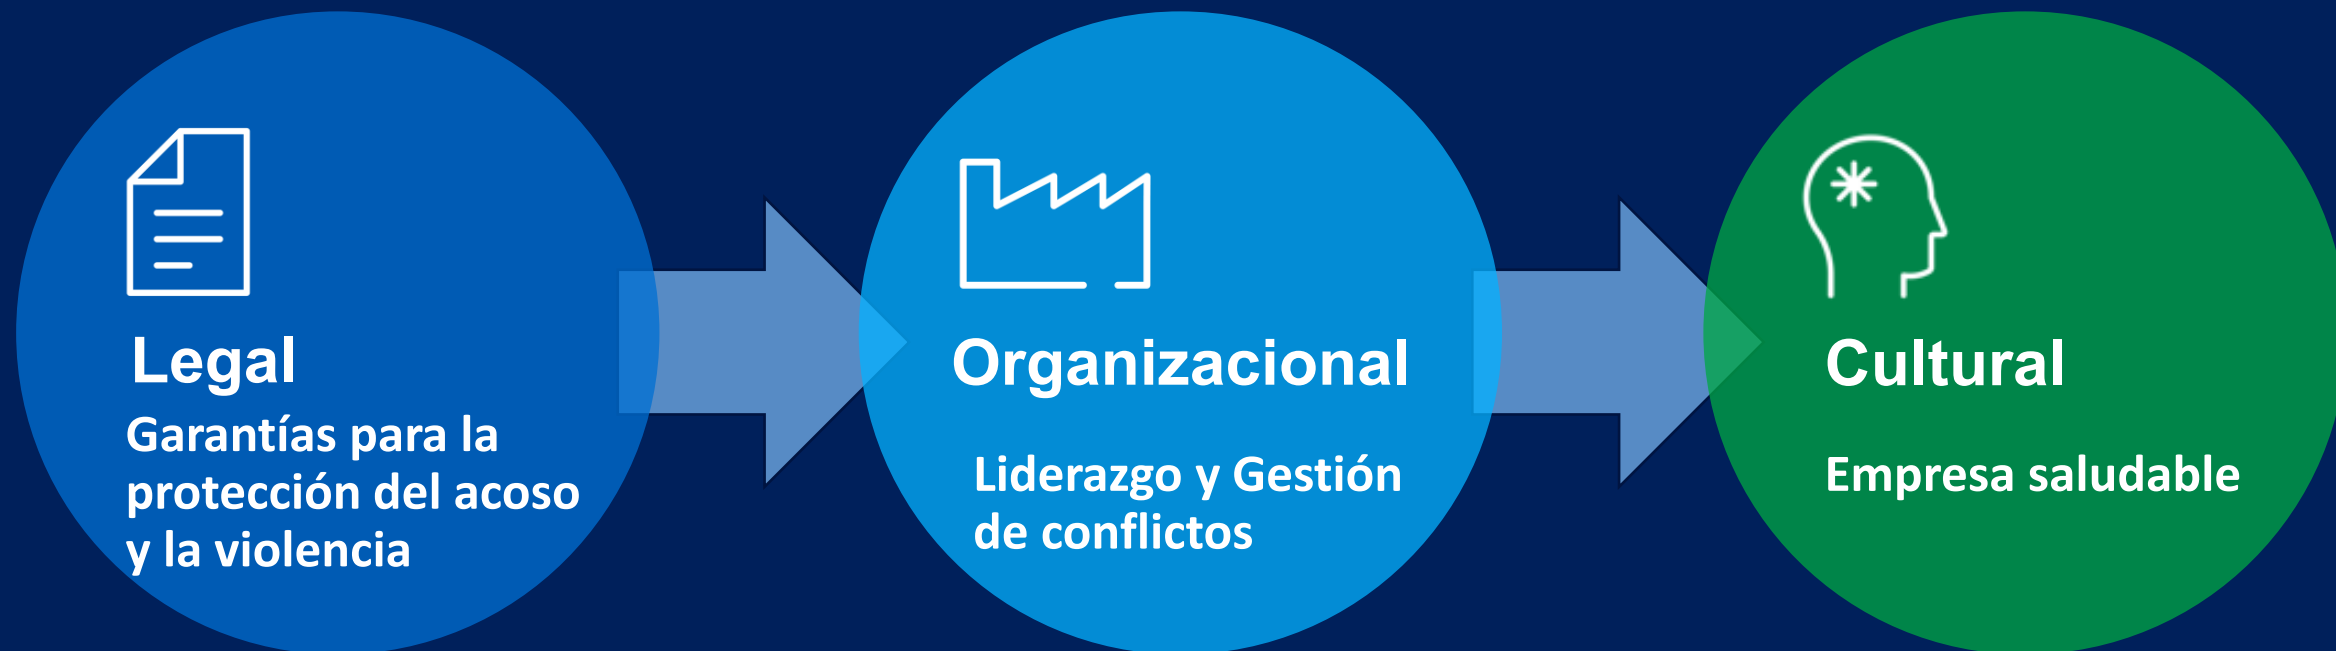 Legal
Garantías para la
protección del acoso
y la violencia
Organizacional
Liderazgo y Gestión
de conflictos
Cultural
Empresa saludable